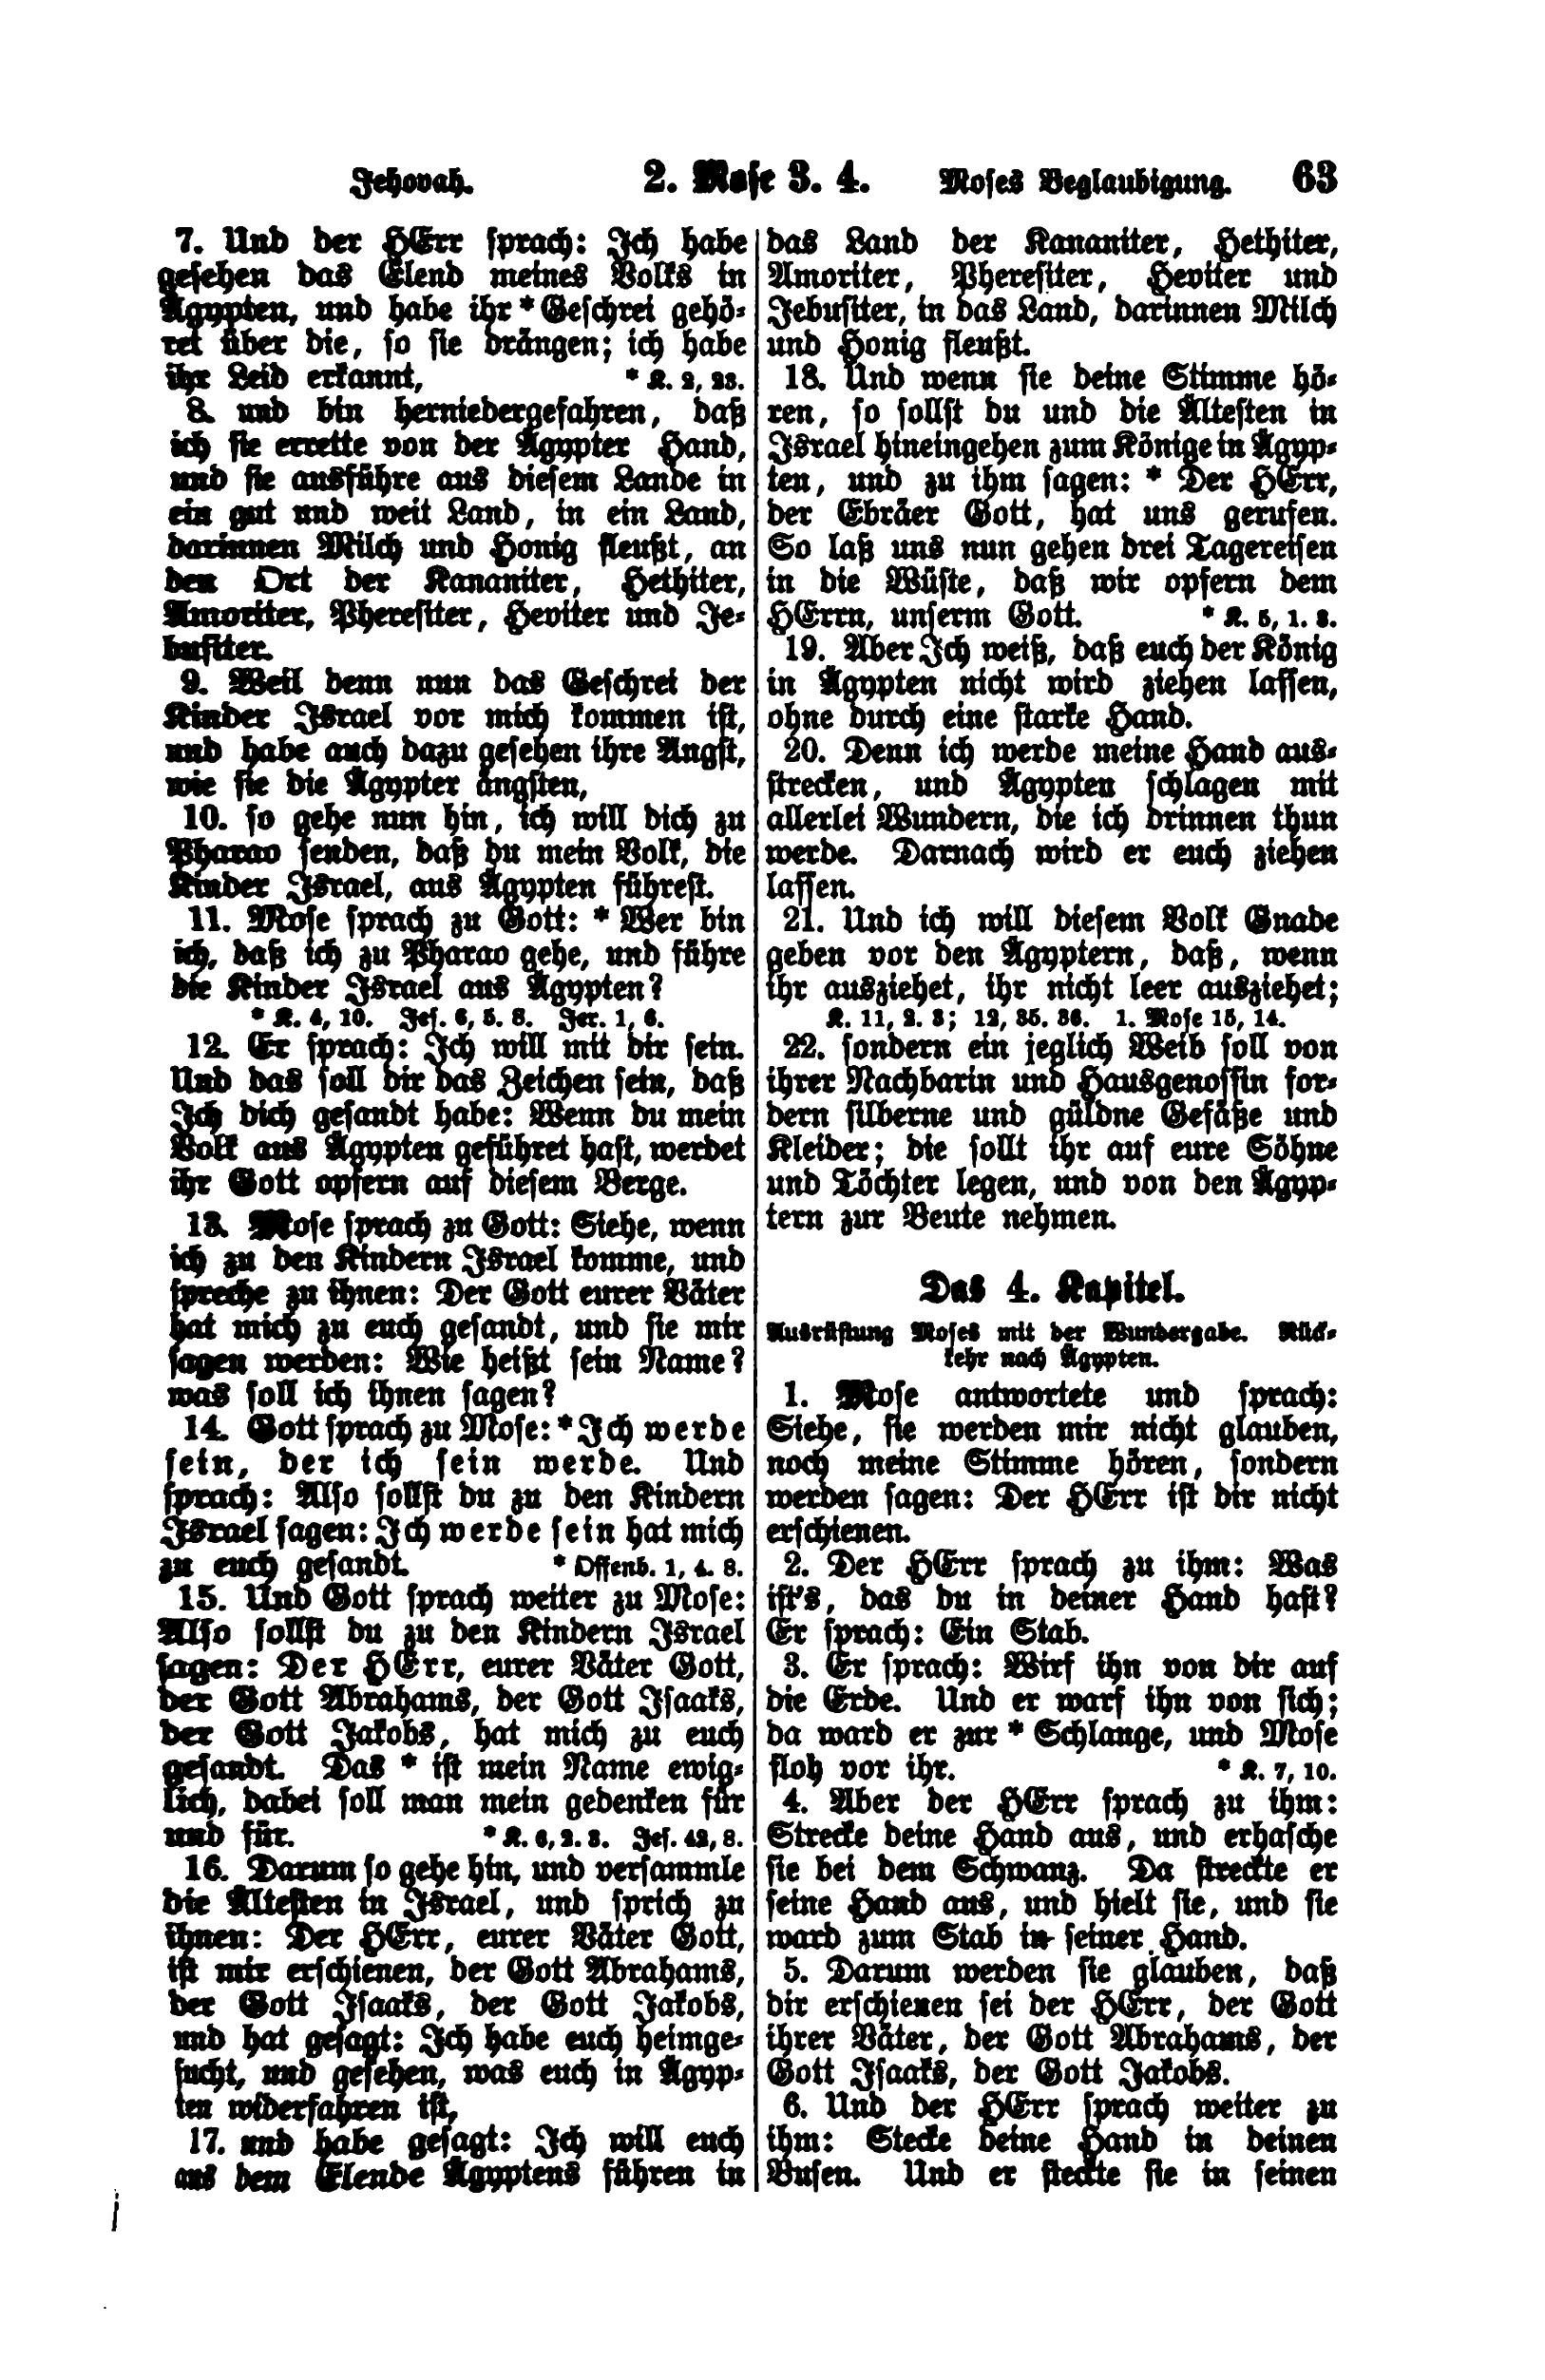 Jehovah. 2. Mose 3. 4. Moses Beglaubigung. 63
7. Und der HErr ſprach: Ich habe
geſehen das Elend meines Volks in
Ägypten, und habe ihr * Geſchrei gehö-
ret über die, ſo ſie drängen; ich habe
ihr Leid erkannt, * K. 2, 23.
8. und bin herniedergefahren, daß
ich ſie errette von der Ägypter Hand,
und ſie ausführe aus dieſem Lande in
ein gut und weit Land, in ein Land,
darinnen Milch und Honig fleußt, an
den Ort der Kananiter, Hethiter,
Amoriter, Phereſiter, Heviter und Je-
buſiter.
9. Weil denn nun das Geſchrei der
Kinder Israel vor mich kommen iſt,
und habe auch dazu geſehen ihre Angſt,
wie ſie die Ägypter ängſten,
10. ſo gehe nun hin, ich will dich zu
Pharao ſenden, daß du mein Volk, die
Kinder Israel, aus Ägypten führeſt.
11. Moſe ſprach zu Gott: * Wer bin
ich, daß ich zu Pharao gehe, und führe
die Kinder Israel aus Ägypten?
* K. 4, 10. Jeſ. 6, 5. 8. Jer. 1, 6.
12. Er ſprach: Ich will mit dir ſein.
Und das ſoll dir das Zeichen ſein, daß
Ich dich geſandt habe: Wenn du mein
Volk aus Ägypten geführet haſt, werdet
ihr Gott opfern auf dieſem Berge.
13. Moſe ſprach zu Gott: Siehe, wenn
ich zu den Kindern Israel komme, und
ſpreche zu ihnen: Der Gott eurer Väter
hat mich zu euch geſandt, und ſie mir
ſagen werden: Wie heißt ſein Name?
was ſoll ich ihnen ſagen?
14. Gott ſprach zu Moſe: * Ich werde
ſein, der ich ſein werde. Und
ſprach: Alſo ſollſt du zu den Kindern
Israel ſagen: Ich werde ſein hat mich
zu euch geſandt. * Offenb. 1, 4. 8.
15. Und Gott ſprach weiter zu Moſe:
Alſo ſollſt du zu den Kindern Israel
ſagen: Der HErr, eurer Väter Gott,
der Gott Abrahams, der Gott Iſaaks,
der Gott Jakobs, hat mich zu euch
geſandt. Das * iſt mein Name ewig-
lich, dabei ſoll man mein gedenken für
und für. * K. 6, 2. 3. Jeſ. 42, 8.
16. Darum ſo gehe hin, und verſammle
die Älteſten in Israel, und ſprich zu
ihnen: Der HErr, eurer Väter Gott,
iſt mir erſchienen, der Gott Abrahams,
der Gott Iſaaks, der Gott Jakobs,
und hat geſagt: Ich habe euch heimge-
ſucht, und geſehen, was euch in Ägyp-
ten widerfahren iſt,
17. und habe geſagt: Ich will euch
aus dem Elende Ägyptens führen in
das Land der Kananiter, Hethiter,
Amoriter, Phereſiter, Heviter und
Jebuſiter, in das Land, darinnen Milch
und Honig fleußt.
18. Und wenn ſie deine Stimme hö-
ren, ſo ſollſt du und die Älteſten in
Israel hineingehen zum Könige in Ägyp-
ten, und zu ihm ſagen: * Der HErr,
der Ebräer Gott, hat uns gerufen.
So laß uns nun gehen drei Tagereiſen
in die Wüſte, daß wir opfern dem
HErrn, unſerm Gott. * K. 5, 1. 3.
19. Aber Ich weiß, daß euch der König
in Ägypten nicht wird ziehen laſſen,
ohne durch eine ſtarke Hand.
20. Denn ich werde meine Hand aus-
ſtrecken, und Ägypten ſchlagen mit
allerlei Wundern, die ich drinnen thun
werde. Darnach wird er euch ziehen
laſſen.
21. Und ich will dieſem Volk Gnade
geben vor den Ägyptern, daß, wenn
ihr ausziehet, ihr nicht leer ausziehet;
K. 11, 2. 3; 12, 35. 36. 1. Moſe 15, 14.
22. ſondern ein jeglich Weib ſoll von
ihrer Nachbarin und Hausgenoſſin for-
dern ſilberne und güldne Gefäße und
Kleider; die ſollt ihr auf eure Söhne
und Töchter legen, und von den Ägyp-
tern zur Beute nehmen.
Das 4. Kapitel.
Ausrüſtung Moſes mit der Wundergabe. Rück-
kehr nach Ägypten.
1. Moſe antwortete und ſprach:
Siehe, ſie werden mir nicht glauben,
noch meine Stimme hören, ſondern
werden ſagen: Der HErr iſt dir nicht
erſchienen.
2. Der HErr ſprach zu ihm: Was
iſt's, das du in deiner Hand haſt?
Er ſprach: Ein Stab.
3. Er ſprach: Wirf ihn von dir auf
die Erde. Und er warf ihn von ſich;
da ward er zur * Schlange, und Moſe
floh vor ihr. * K. 7, 10.
4. Aber der HErr ſprach zu ihm:
Strecke deine Hand aus, und erhaſche
ſie bei dem Schwanz. Da ſtreckte er
ſeine Hand aus, und hielt ſie, und ſie
ward zum Stab in ſeiner Hand.
5. Darum werden ſie glauben, daß
dir erſchienen ſei der HErr, der Gott
ihrer Väter, der Gott Abrahams, der
Gott Iſaaks, der Gott Jakobs.
6. Und der HErr ſprach weiter zu
ihm: Stecke deine Hand in deinen
Buſen. Und er ſteckte ſie in ſeinen